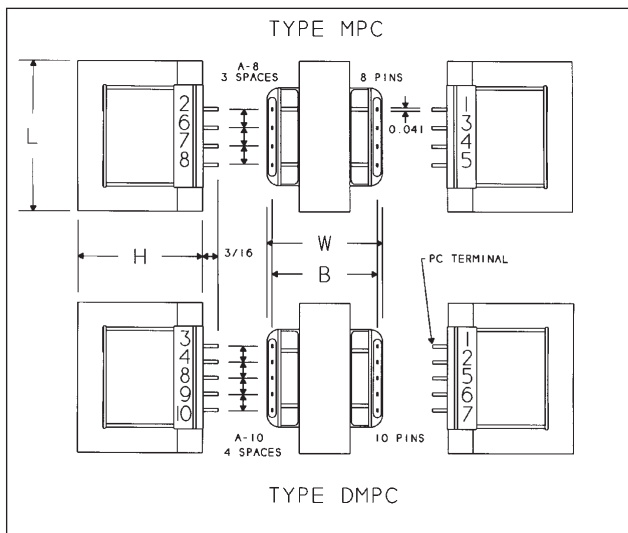 TYPE MPC
A-8
3 SPACES
8 PINS
2
6
7
8
0.041
1
3
4
5
L
H
3/16
W
B
PC TERMINAL
3
4
8
9
10
1
2
5
6
7
A-10
4 SPACES
10 PINS
TYPE DMPC